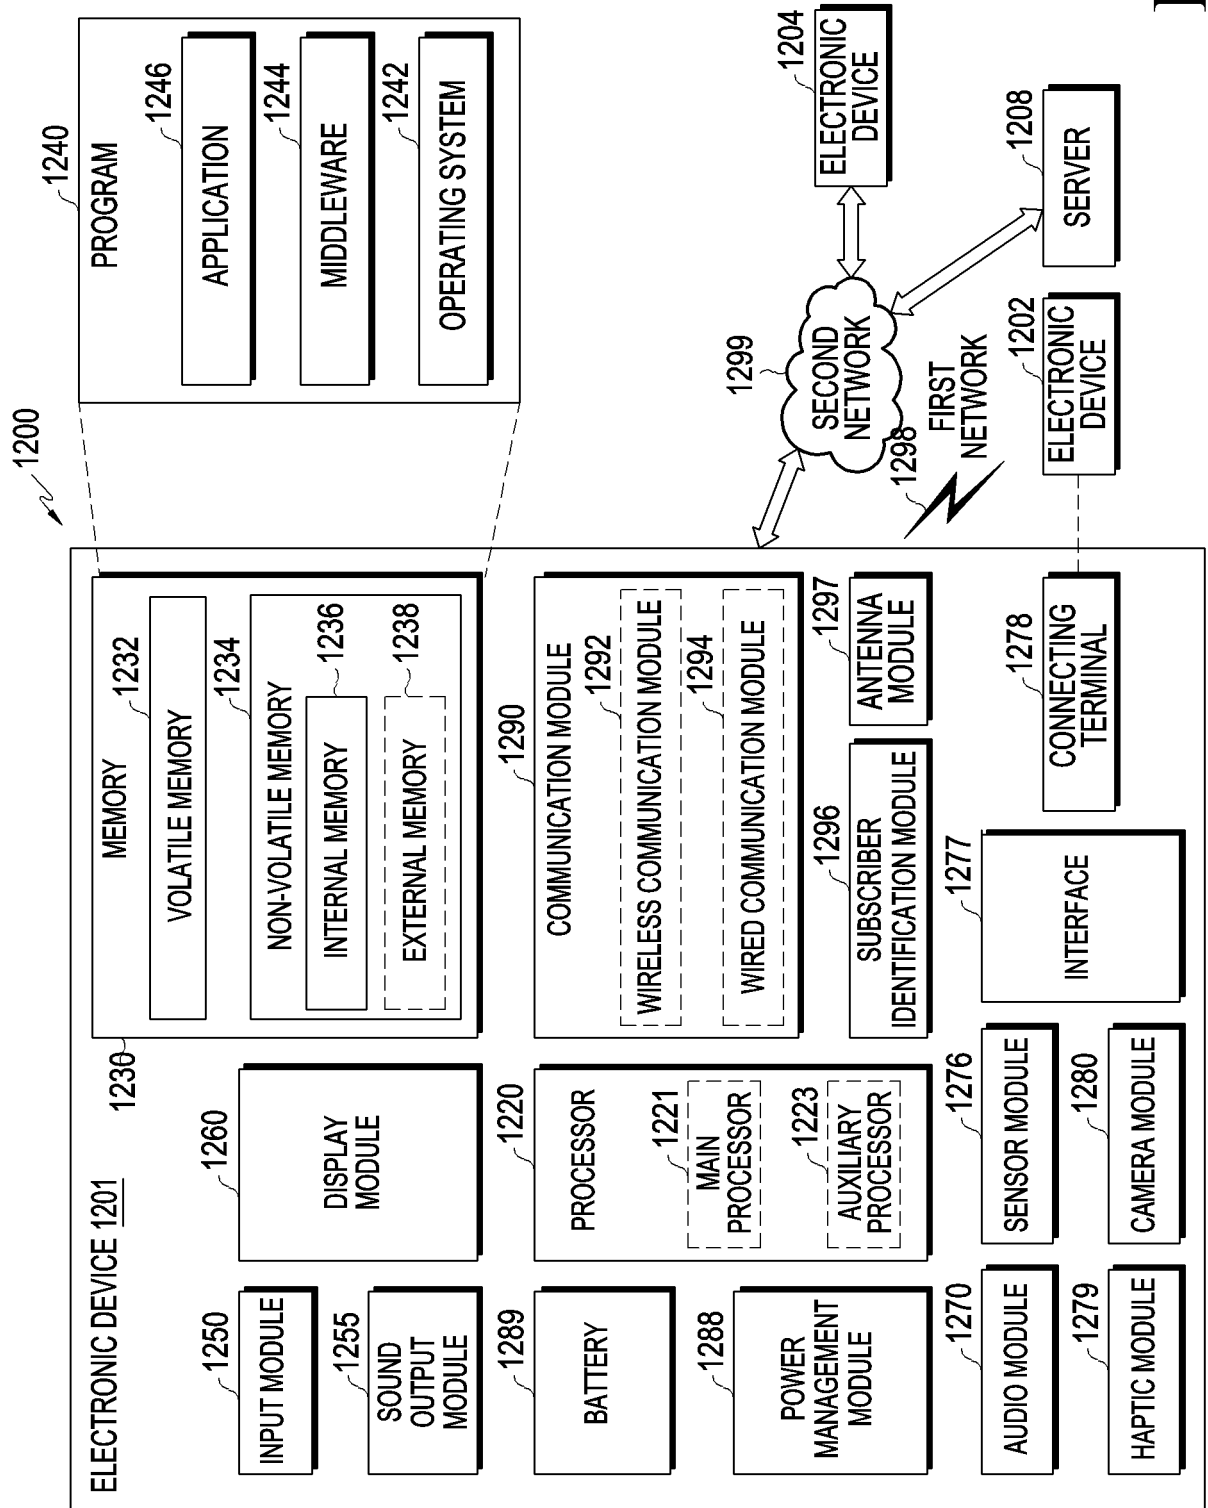 1200
ELECTRONIC DEVICE 1201
1230
MEMORY
VOLATILE MEMORY
1232
NON-VOLATILE MEMORY
1234
INTERNAL MEMORY
1236
EXTERNAL MEMORY
1238
1240
PROGRAM
APPLICATION
1246
MIDDLEWARE
1244
OPERATING SYSTEM
1242
INPUT MODULE
1250
SOUND
OUTPUT
MODULE
1255
DISPLAY
MODULE
1260
BATTERY
1289
POWER
MANAGEMENT
MODULE
1288
PROCESSOR
1220
MAIN
PROCESSOR
1221
AUXILIARY
PROCESSOR
1223
COMMUNICATION MODULE
1290
WIRELESS COMMUNICATION MODULE
1292
WIRED COMMUNICATION MODULE
1294
SUBSCRIBER
IDENTIFICATION MODULE
1296
ANTENNA
MODULE
1297
AUDIO MODULE
1270
SENSOR MODULE
1276
INTERFACE
1277
CONNECTING
TERMINAL
1278
HAPTIC MODULE
1279
CAMERA MODULE
1280
SECOND
NETWORK
1299
FIRST
NETWORK
1298
ELECTRONIC
DEVICE
1204
ELECTRONIC
DEVICE
1202
SERVER
1208